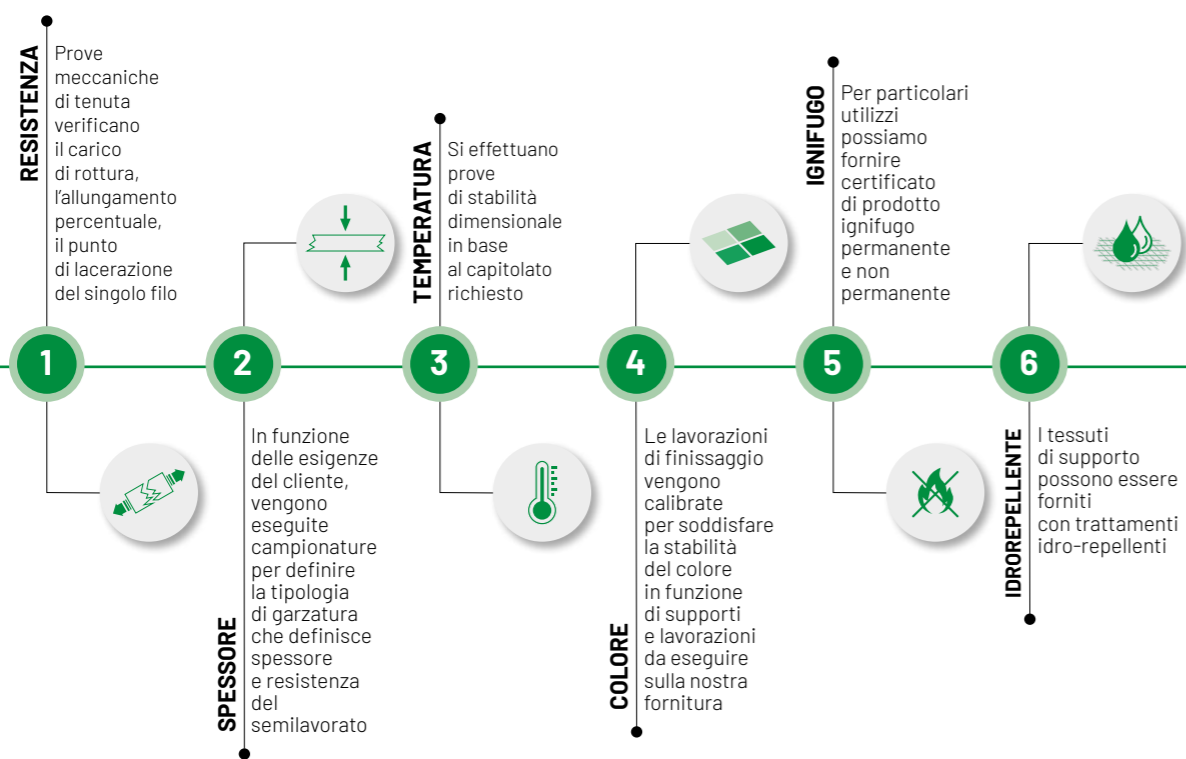 1
RESISTENZA
Prove
meccaniche
di tenuta
verificano
il carico
di rottura,
l'allungamento
percentuale,
il punto
di lacerazione
del singolo filo
2
SPESSORE
In funzione
delle esigenze
del cliente,
vengono
eseguite
campionature
per definire
la tipologia
di garzatura
che definisce
spessore
e resistenza
del
semilavorato
3
TEMPERATURA
Si effettuano
prove
di stabilità
dimensionale
in base
al capitolato
richiesto
4
COLORE
Le lavorazioni
di finissaggio
vengono
calibrate
per soddisfare
la stabilità
del colore
in funzione
di supporti
e lavorazioni
da eseguire
sulla nostra
fornitura
5
IGNIFUGO
Per particolari
utilizzi
possiamo
fornire
certificato
di prodotto
ignifugo
permanente
e non
permanente
6
IDROREPELLENTE
I tessuti
di supporto
possono essere
forniti
con trattamenti
idro-repellenti